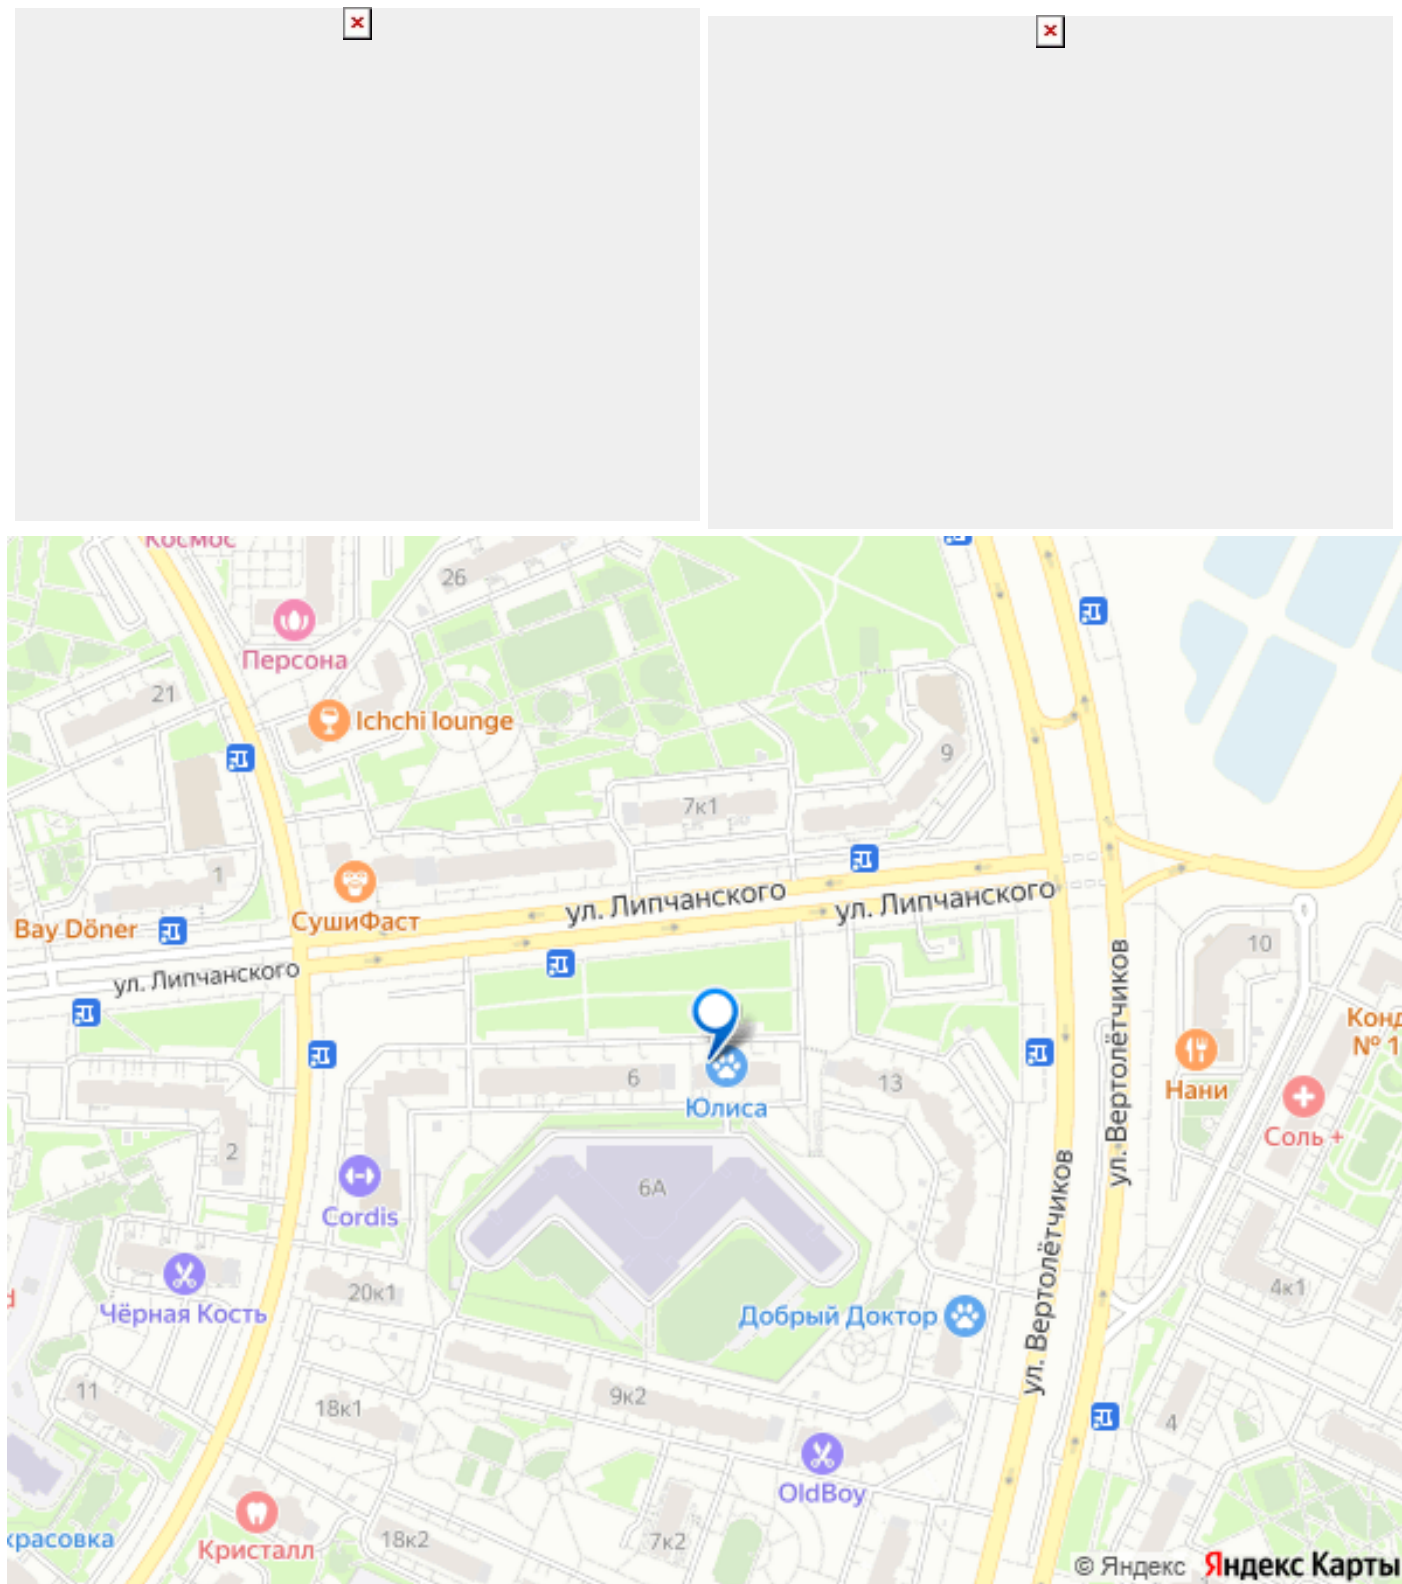 Космос
26
Персона
21
Ichchi lounge
9
7к1
1
СушиФаст
ул. Липчанского
ул. Липчанского
Bay Döner
ул. Липчанского
10
ул. Вертолётчиков
Нани
Конд
№ 1
6
13
Юлиса
Соль +
2
6А
Cordis
ул. Вертолётчиков
20к1
4к1
Чёрная Кость
Добрый Доктор
11
18к1
9к2
4
OldBoy
красовка
Кристалл
18к2
7к2
© Яндекс Яндекс Карты